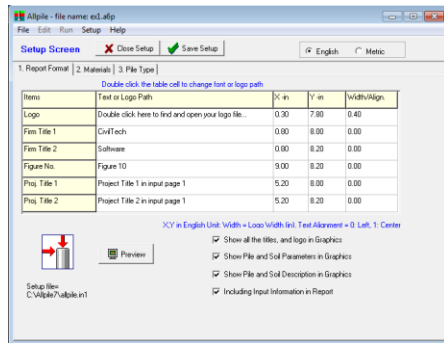 Allpile - file name: ex1.al6p
File Edit Run Setup Help
Setup Screen Close Setup Save Setup English Metric
1. Report Format 2. Materials 3. Pile Type
Double click the table cell to change font or logo path
Items Text or Logo Path X -in Y -in Width/Align.
Logo Double click here to find and open your logo file... 0.30 7.80 0.40
Firm Title 1 CivilTech 0.80 8.00 0.00
Firm Title 2 Software 0.80 8.20 0.00
Figure No. Figure 10 9.00 8.20 0.00
Proj. Title 1 Project Title 1 in input page 1 5.20 8.00 0.00
Proj. Title 2 Project Title 2 in input page 1 5.20 8.20 0.00
X,Y in English Unit: Width = Logo Width (in). Text Alignment = 0: Left, 1: Center
Show all the titles, and logo in Graphics
Preview
Show Pile and Soil Parameters in Graphics
Show Pile and Soil Description in Graphics
Setup file=
C:\Allpile7\allpile.in1
Including Input Information in Report